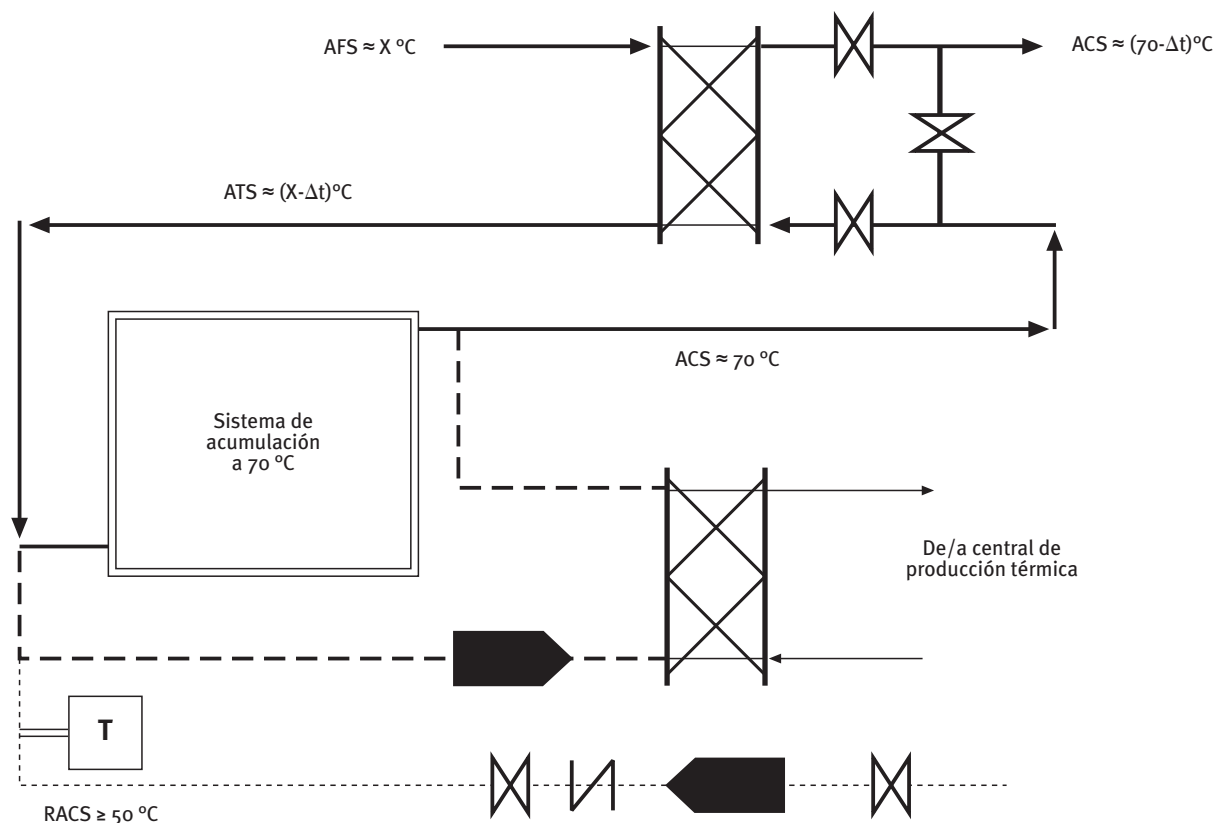 AFS ≈ X ºC
ACS ≈ (70-Δt)ºC
ATS ≈ (X-Δt)ºC
ACS ≈ 70 ºC
Sistema de
acumulación
a 70 ºC
De/a central de
producción térmica
T
RACS ≥ 50 ºC